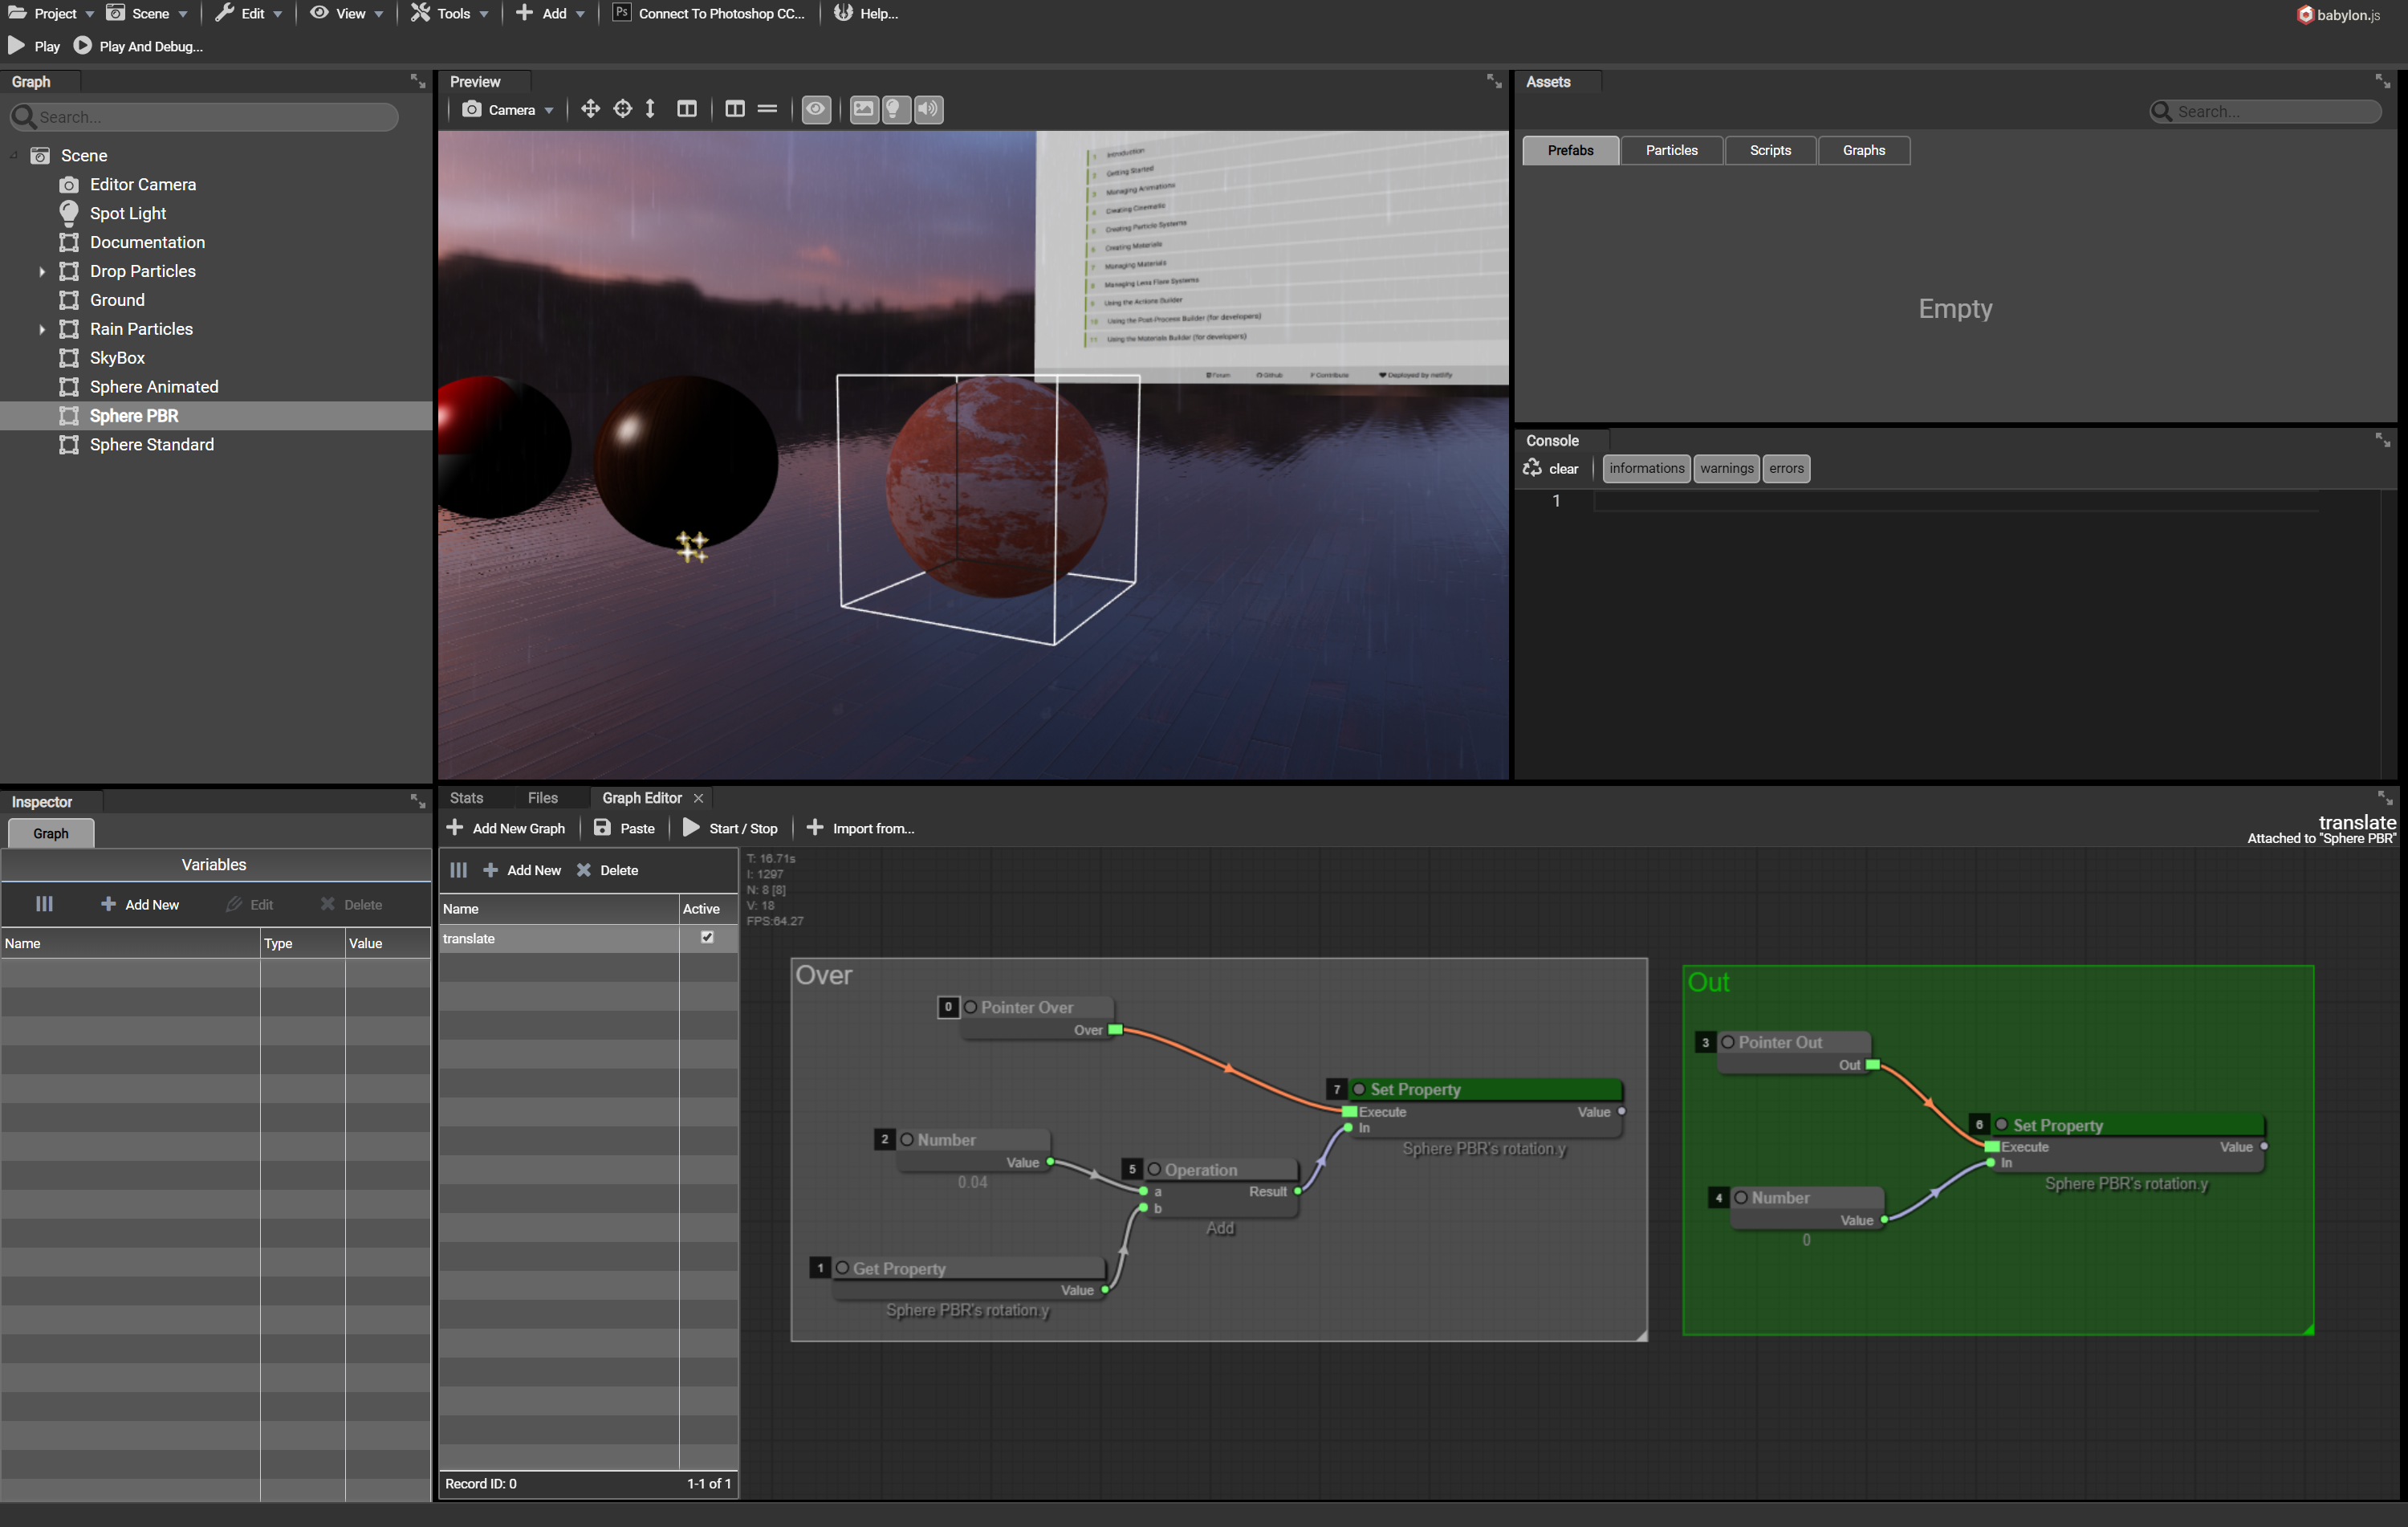 Project
Scene
Edit
View
Tools
Add
Ps
Connect To Photoshop CC...
Help...
babylon.js
Play
Play And Debug...
Graph
Search...
Scene
Editor Camera
Spot Light
Documentation
Drop Particles
Ground
Rain Particles
SkyBox
Sphere Animated
Sphere PBR
Sphere Standard
Preview
Camera
1 Introduction
2 Getting Started
3 Managing Animations
4 Creating Cinematic
5 Creating Particle Systems
6 Creating Materials
7 Managing Materials
8 Managing Lens Flare Systems
9 Using the Actions Builder
10 Using the Post-Process Builder (for developers)
11 Using the Materials Builder (for developers)
Forum
Github
Contribute
Deployed by netlify
Assets
Search...
Prefabs
Particles
Scripts
Graphs
Empty
Console
clear
informations
warnings
errors
1
Inspector
Graph
Variables
Add New
Edit
Delete
Name
Type
Value
Stats
Files
Graph Editor
Add New Graph
Paste
Start / Stop
Import from...
translate
Attached to "Sphere PBR"
Add New
Delete
Name
Active
translate
Record ID: 0
1-1 of 1
T: 16.71s
I: 1297
N: 8 [8]
V: 18
FPS:64.27
Over
0 Pointer Over
Over
7 Set Property
Execute Value
In
Sphere PBR's rotation.y
2 Number
Value
0.04
5 Operation
a Result
b
Add
1 Get Property
Value
Sphere PBR's rotation.y
Out
3 Pointer Out
Out
6 Set Property
Execute Value
In
Sphere PBR's rotation.y
4 Number
Value
0